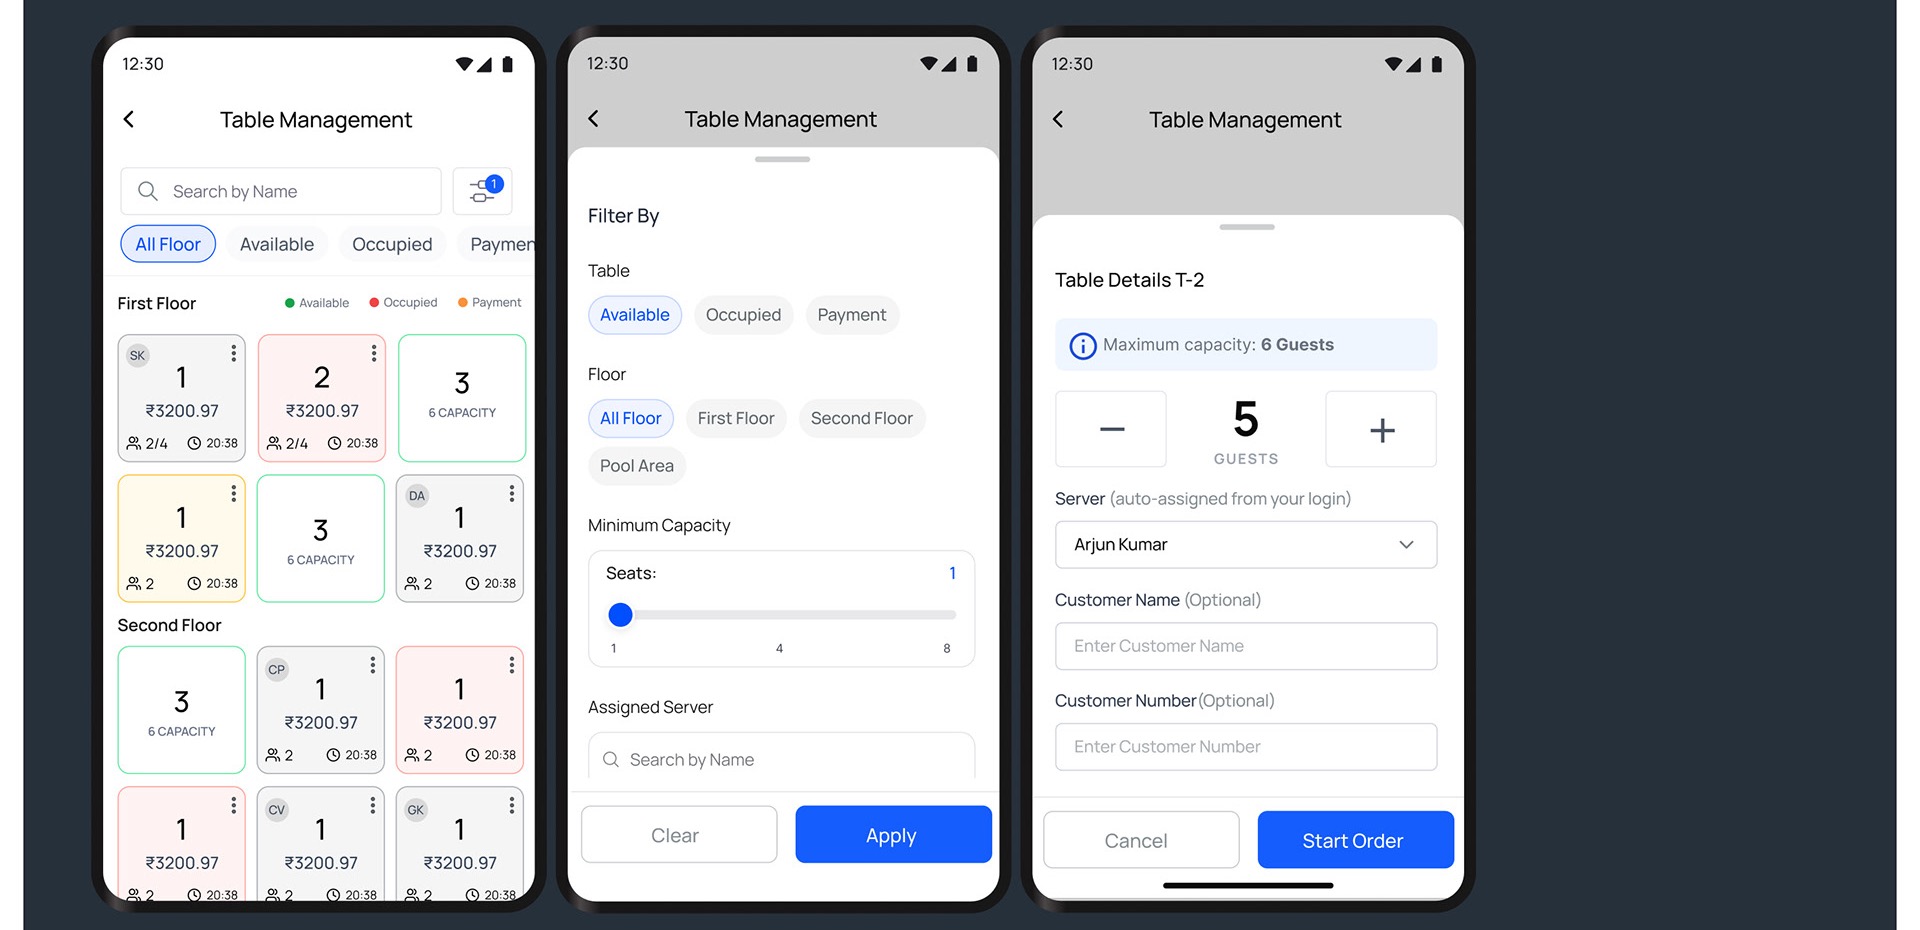 12:30
Table Management
Search by Name
1
All Floor Available Occupied Paymen
First Floor Available Occupied Payment
SK
1
₹3200.97
2/4 20:38
2
₹3200.97
2/4 20:38
3
6 CAPACITY
1
₹3200.97
2 20:38
3
6 CAPACITY
DA
1
₹3200.97
2 20:38
Second Floor
3
6 CAPACITY
CP
1
₹3200.97
2 20:38
1
₹3200.97
2 20:38
1
₹3200.97
2 20:38
CV
1
₹3200.97
2 20:38
GK
1
₹3200.97
2 20:38
12:30
Table Management
Filter By
Table
Available Occupied Payment
Floor
All Floor First Floor Second Floor
Pool Area
Minimum Capacity
Seats: 1
1 4 8
Assigned Server
Search by Name
Clear Apply
12:30
Table Management
Table Details T-2
Maximum capacity: 6 Guests
5
GUESTS
Server (auto-assigned from your login)
Arjun Kumar
Customer Name (Optional)
Enter Customer Name
Customer Number(Optional)
Enter Customer Number
Cancel Start Order